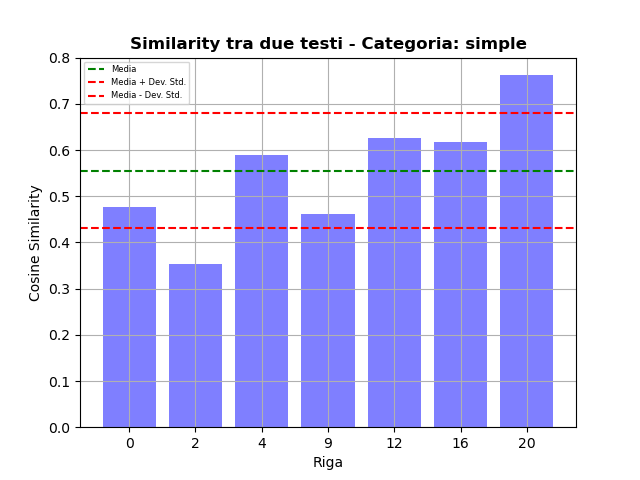 Similarity tra due testi - Categoria: simple
Media
Media + Dev. Std.
Media - Dev. Std.
0.8
0.7
0.6
0.5
0.4
0.3
0.2
0.1
0.0
Cosine Similarity
0 2 4 9 12 16 20
Riga